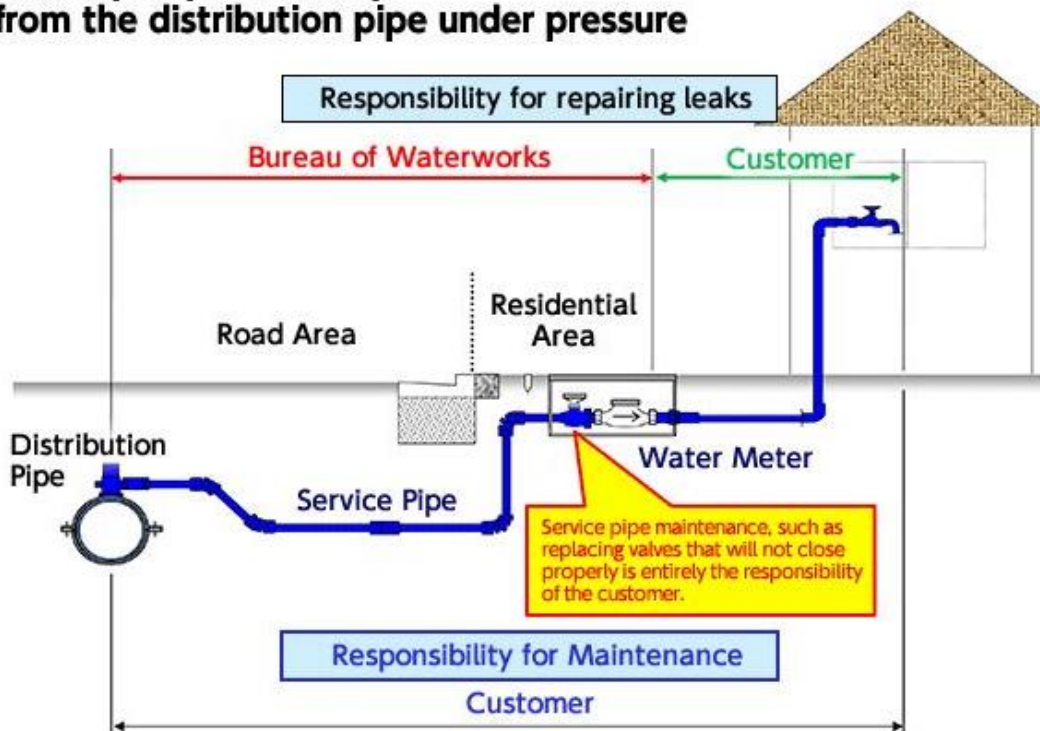 from the distribution pipe under pressure
Responsibility for repairing leaks
Bureau of Waterworks
Customer
Road Area
Residential
Area
Distribution
Pipe
Service Pipe
Water Meter
Service pipe maintenance, such as
replacing valves that will not close
properly is entirely the responsibility
of the customer.
Responsibility for Maintenance
Customer